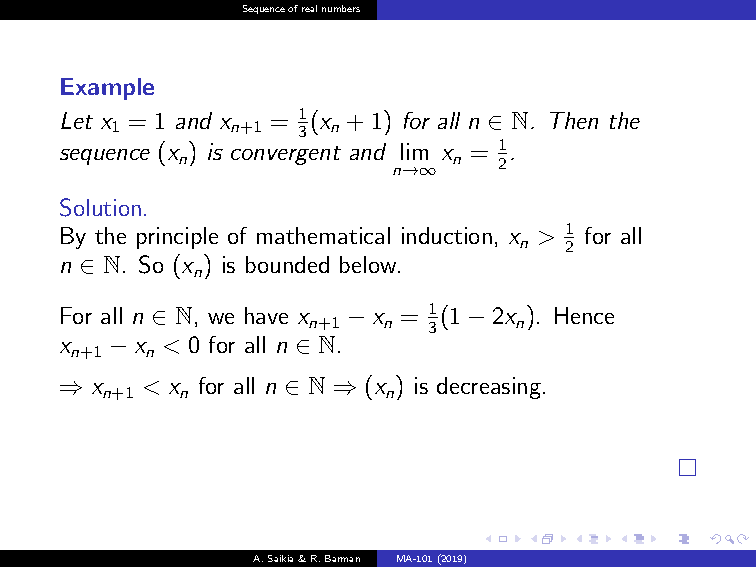 Sequence of real numbers
Example
Let x₁ = 1 and xₙ₊₁ = ⅓(xₙ + 1) for all n ∈ ℕ. Then the
sequence (xₙ) is convergent and lim_{n→∞} xₙ = ½.
Solution.
By the principle of mathematical induction, xₙ > ½ for all
n ∈ ℕ. So (xₙ) is bounded below.
For all n ∈ ℕ, we have xₙ₊₁ − xₙ = ⅓(1 − 2xₙ). Hence
xₙ₊₁ − xₙ < 0 for all n ∈ ℕ.
⇒ xₙ₊₁ < xₙ for all n ∈ ℕ ⇒ (xₙ) is decreasing.
□
A. Saikia & R. Barman MA-101 (2019)